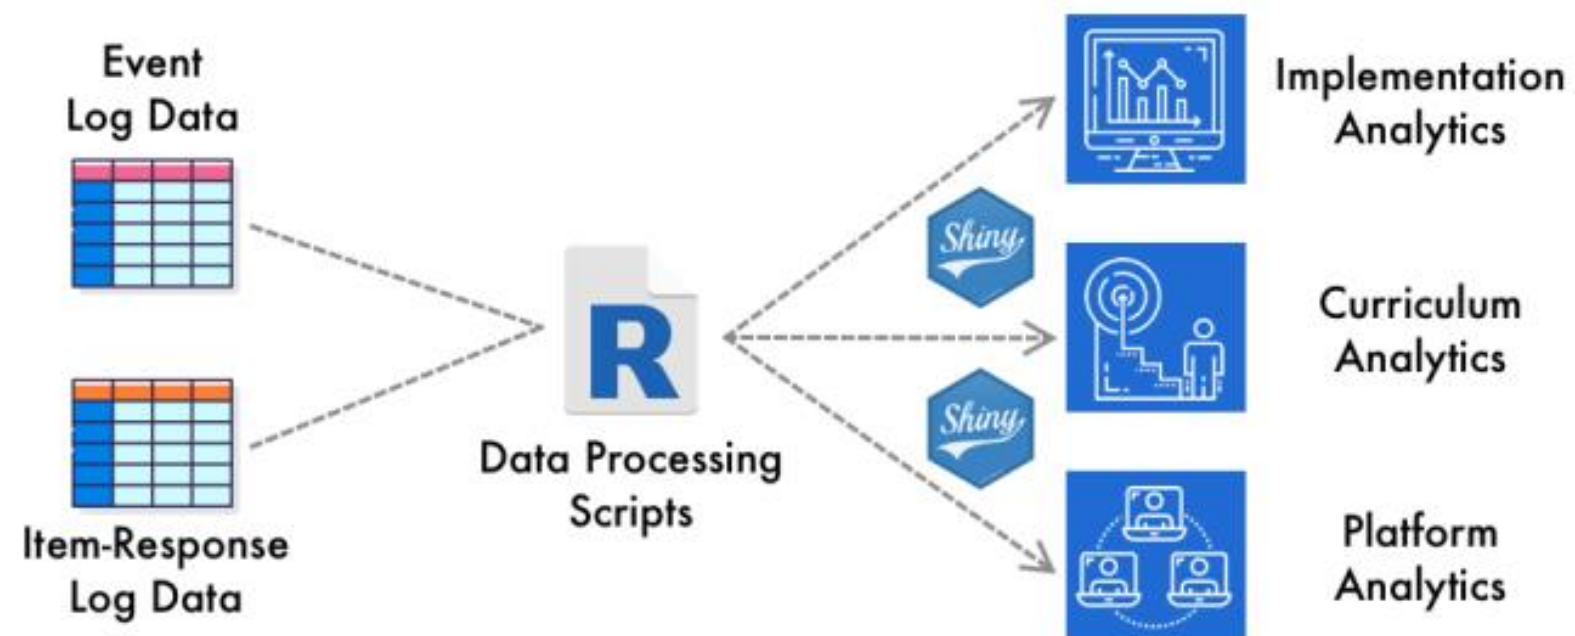 Event
Log Data
Item-Response
Log Data
R
Data Processing
Scripts
Shiny
Shiny
Implementation
Analytics
Curriculum
Analytics
Platform
Analytics